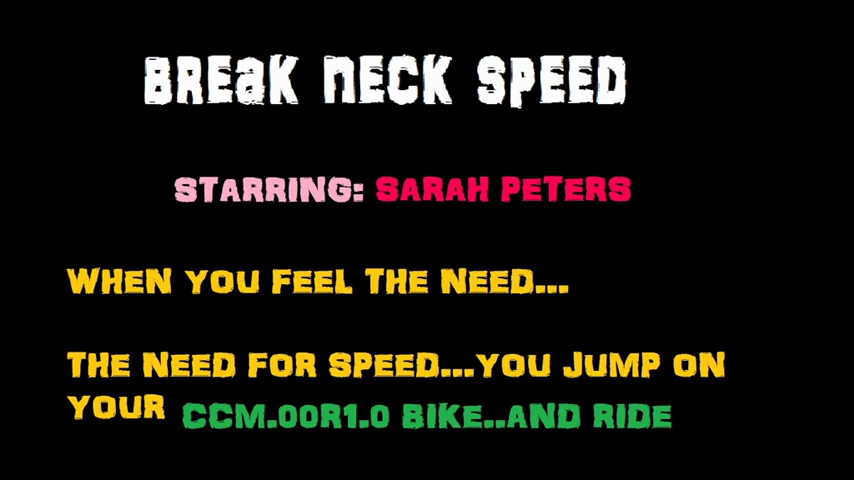 BREAK NECK SPEED
STARRING: SARAH PETERS
WHEN YOU FEEL THE NEED...
THE NEED FOR SPEED...YOU JUMP ON
YOUR CCM.00R1.0 BIKE..AND RIDE